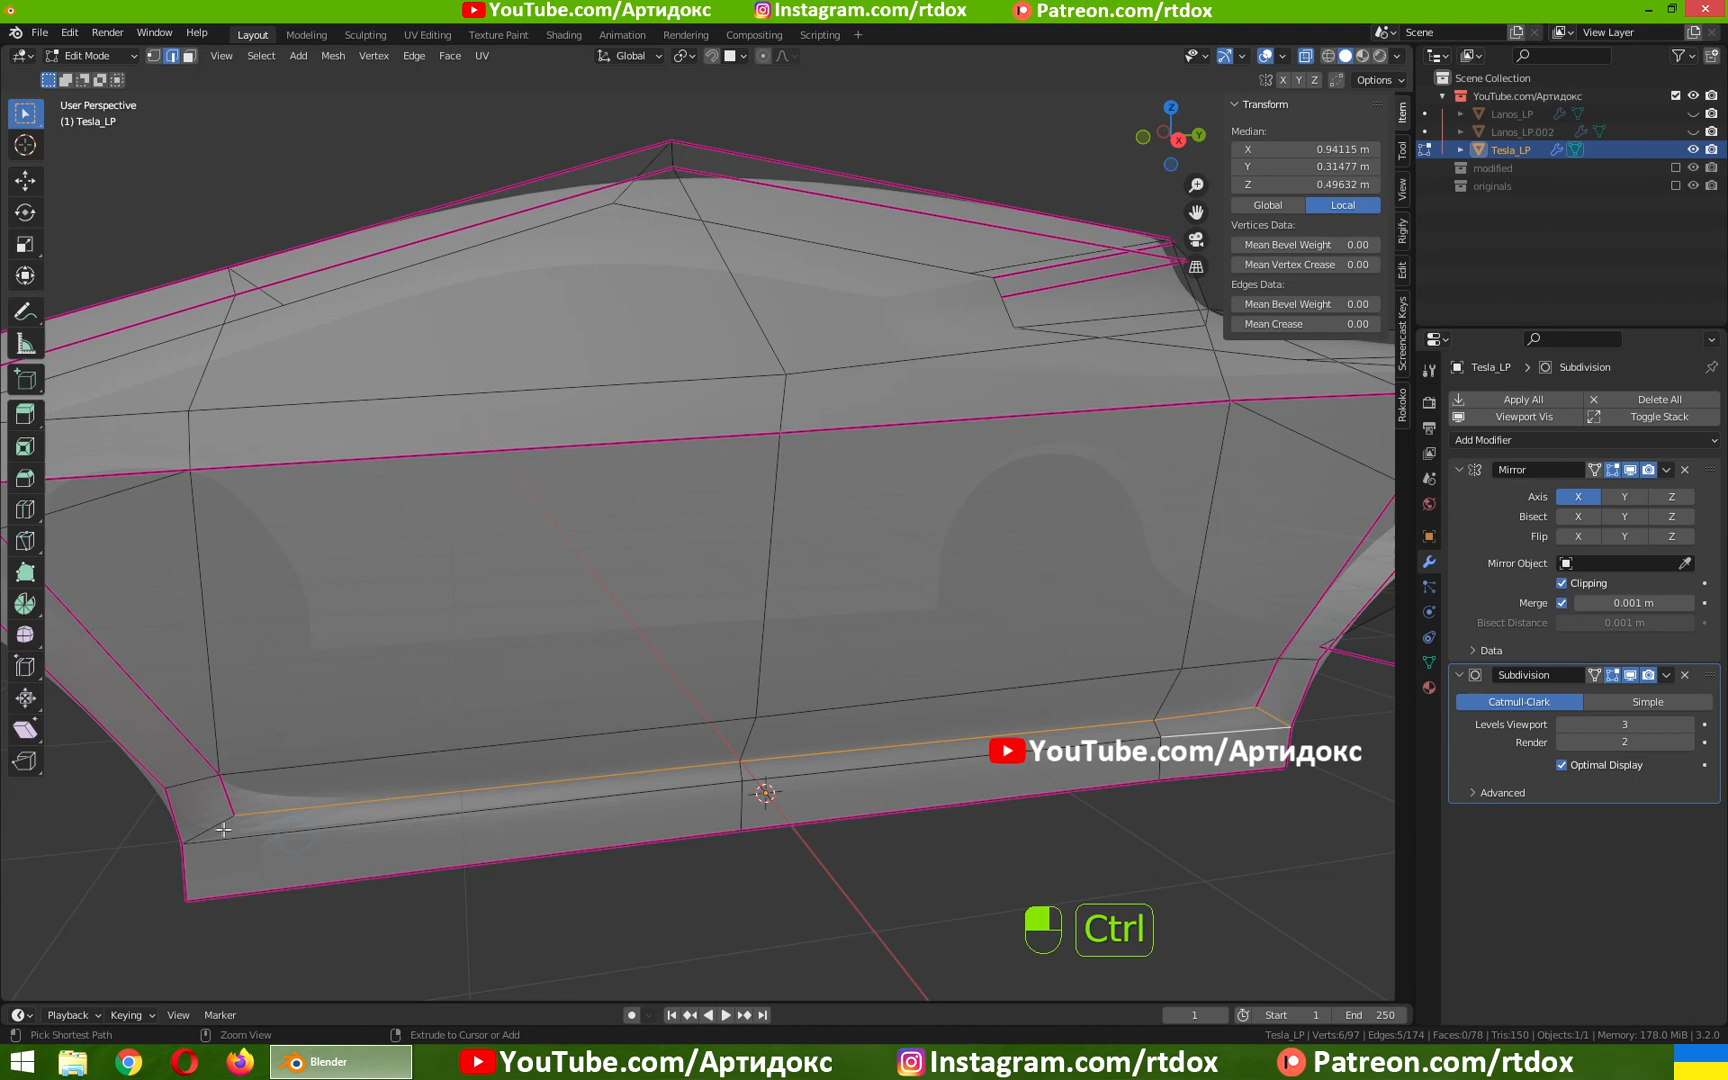 YouTube.com/Артидокс Instagram.com/rtdox Patreon.com/rtdox
File Edit Render Window Help Layout Modeling Sculpting UV Editing Texture Paint Shading Animation Rendering Compositing Scripting + Scene View Layer
Edit Mode View Select Add Mesh Vertex Edge Face UV Global
X Y Z Options
User Perspective
(1) Tesla_LP
Z
Y
X
Transform
Median:
X 0.94115 m
Y 0.31477 m
Z 0.49632 m
Global Local
Vertices Data:
Mean Bevel Weight 0.00
Mean Vertex Crease 0.00
Edges Data:
Mean Bevel Weight 0.00
Mean Crease 0.00
Item
Tool
View
Rigify
Edit
Screencast Keys
Rokoko
Scene Collection
YouTube.com/Артидокс
Lanos_LP
Lanos_LP.002
Tesla_LP
modified
originals
Tesla_LP > Subdivision
Apply All Delete All
Viewport Vis Toggle Stack
Add Modifier
Mirror
Axis X Y Z
Bisect X Y Z
Flip X Y Z
Mirror Object
Clipping
Merge 0.001 m
Bisect Distance 0.001 m
Data
Subdivision
Catmull-Clark Simple
Levels Viewport 3
Render 2
Optimal Display
Advanced
YouTube.com/Артидокс
Ctrl
Playback Keying View Marker 1 Start 1 End 250
Pick Shortest Path Zoom View Extrude to Cursor or Add Tesla_LP | Verts:6/97 | Edges:5/174 | Faces:0/78 | Tris:150 | Objects:1/1 | Memory: 178.0 MiB | 3.2.0
Blender YouTube.com/Артидокс Instagram.com/rtdox Patreon.com/rtdox